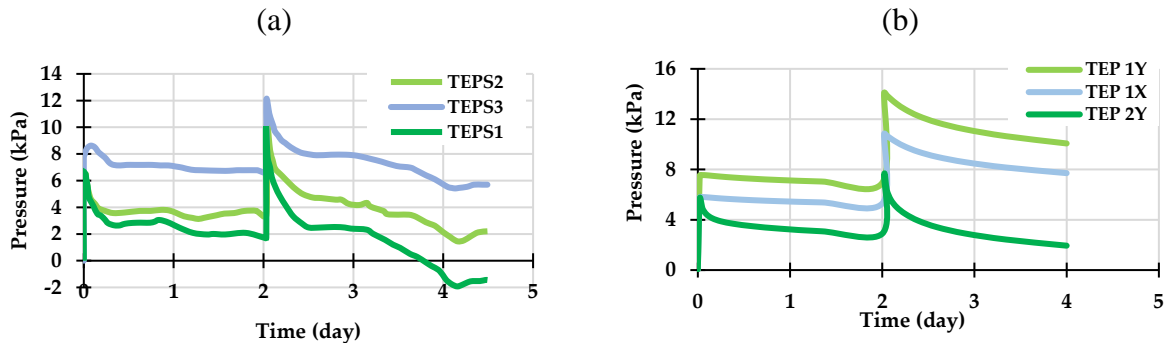 (a)
(b)
14
12
10
8
6
4
2
0
-2
Pressure (kPa)
TEPS2
TEPS3
TEPS1
0 1 2 3 4 5
Time (day)
16
12
8
4
0
Pressure (kPa)
TEP 1Y
TEP 1X
TEP 2Y
0 1 2 3 4 5
Time (day)